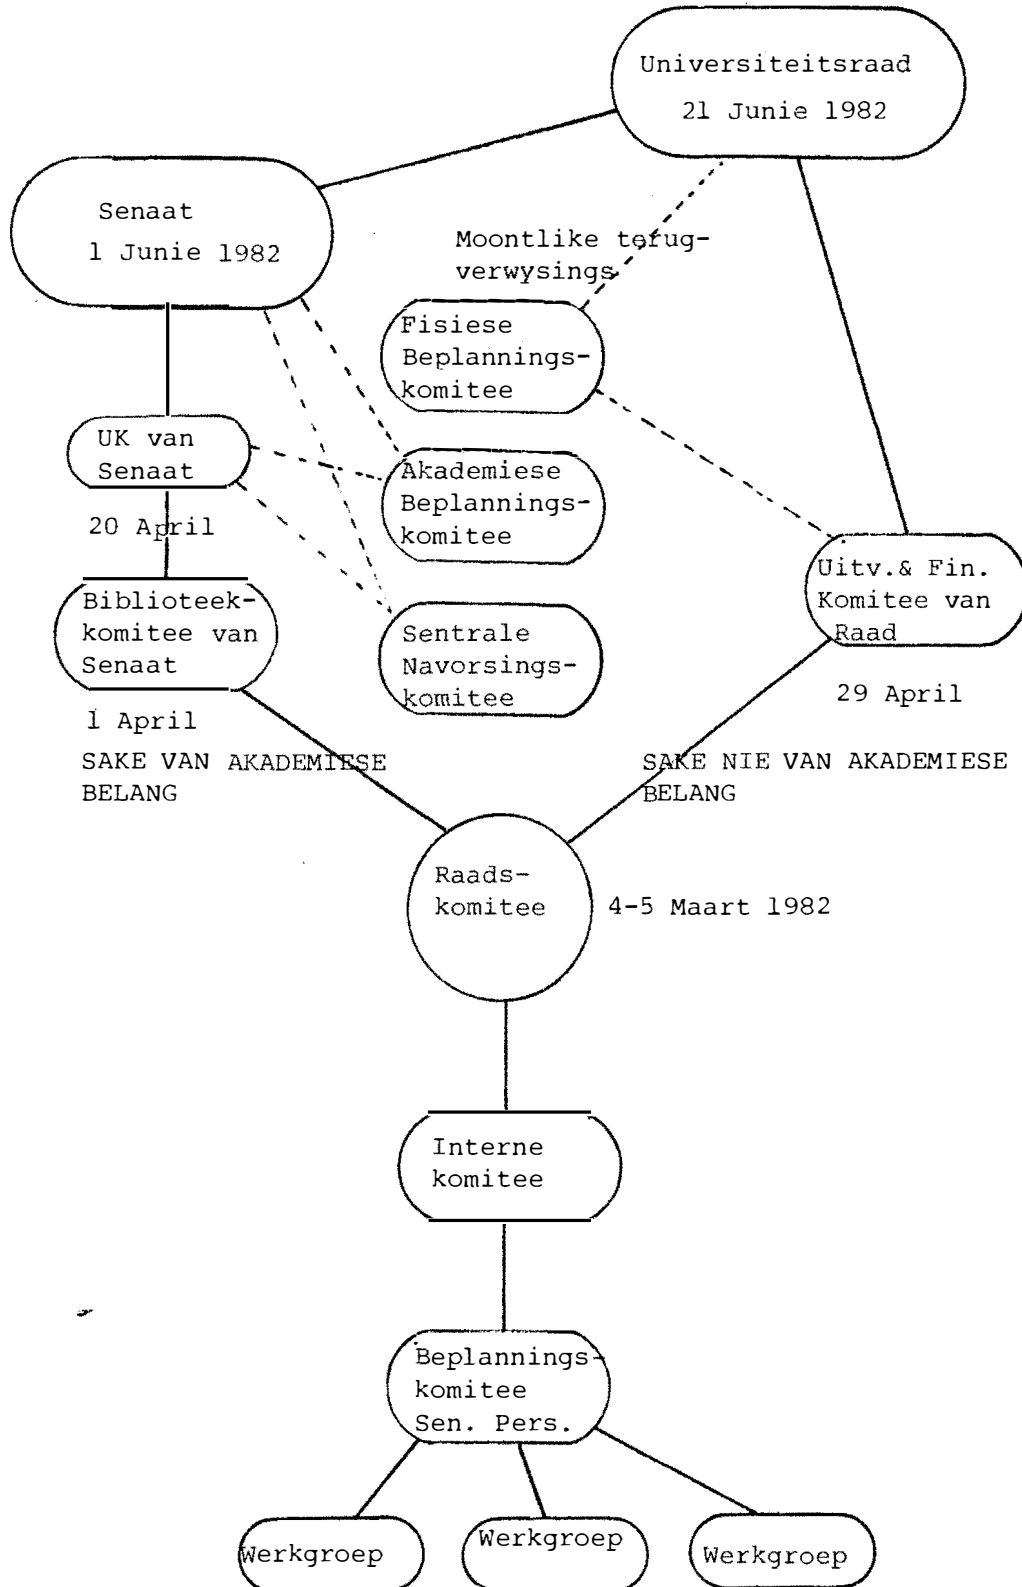 Universiteitsraad
21 Junie 1982
Senaat
1 Junie 1982
Moontlike terug-
verwysings
Fisiese
Beplannings-
komitee
UK van
Senaat
20 April
Akademiese
Beplannings-
komitee
Uitv.& Fin.
Komitee van
Raad
29 April
Biblioteek-
komitee van
Senaat
1 April
Sentrale
Navorsings-
komitee
SAKE VAN AKADEMIESE
BELANG
SAKE NIE VAN AKADEMIESE
BELANG
Raads-
komitee
4-5 Maart 1982
Interne
komitee
Beplannings-
komitee
Sen. Pers.
Werkgroep
Werkgroep
Werkgroep